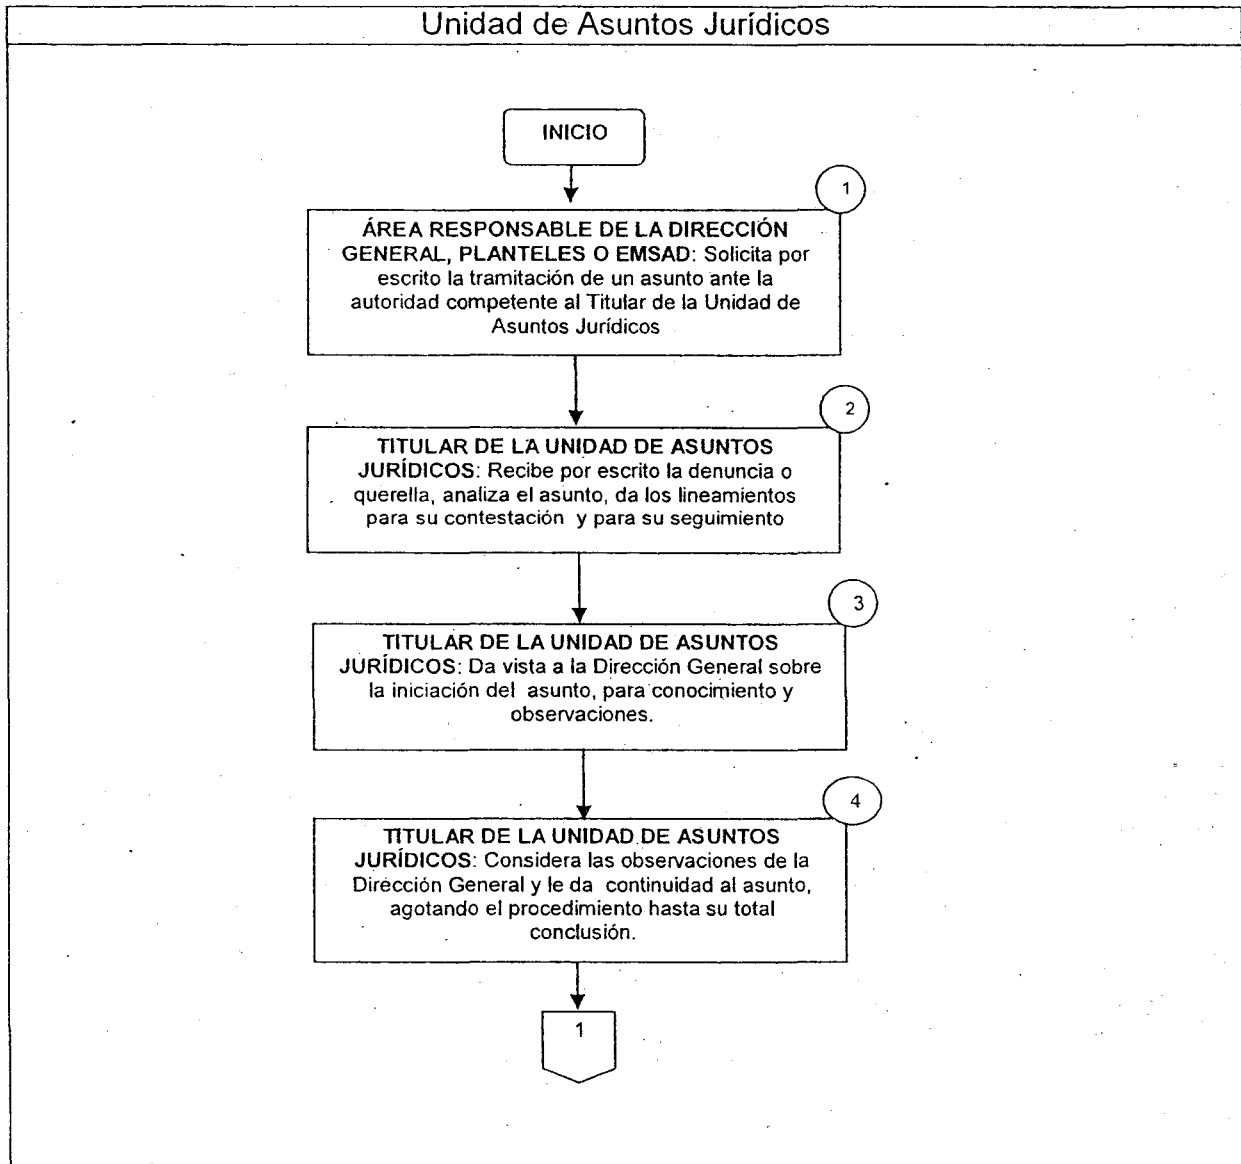 Unidad de Asuntos Jurídicos
INICIO
1
ÁREA RESPONSABLE DE LA DIRECCIÓN
GENERAL, PLANTELES O EMSAD: Solicita por
escrito la tramitación de un asunto ante la
autoridad competente al Titular de la Unidad de
Asuntos Jurídicos
2
TITULAR DE LA UNIDAD DE ASUNTOS
JURÍDICOS: Recibe por escrito la denuncia o
querella, analiza el asunto, da los lineamientos
para su contestación y para su seguimiento
3
TITULAR DE LA UNIDAD DE ASUNTOS
JURÍDICOS: Da vista a la Dirección General sobre
la iniciación del asunto, para conocimiento y
observaciones.
4
TITULAR DE LA UNIDAD DE ASUNTOS
JURÍDICOS: Considera las observaciones de la
Dirección General y le da continuidad al asunto,
agotando el procedimiento hasta su total
conclusión.
1